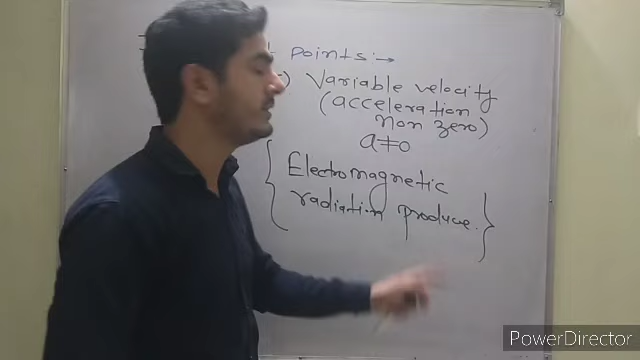 points:→
) Variable velocity
(acceleration
non zero)
a≠0
{ Electromagnetic
radiation produce. }
PowerDirector